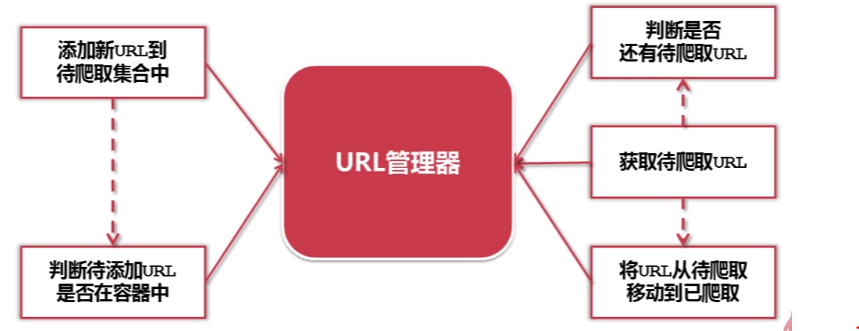 添加新URL到
待爬取集合中
判断待添加URL
是否在容器中
URL管理器
判断是否
还有待爬取URL
获取待爬取URL
将URL从待爬取
移动到已爬取